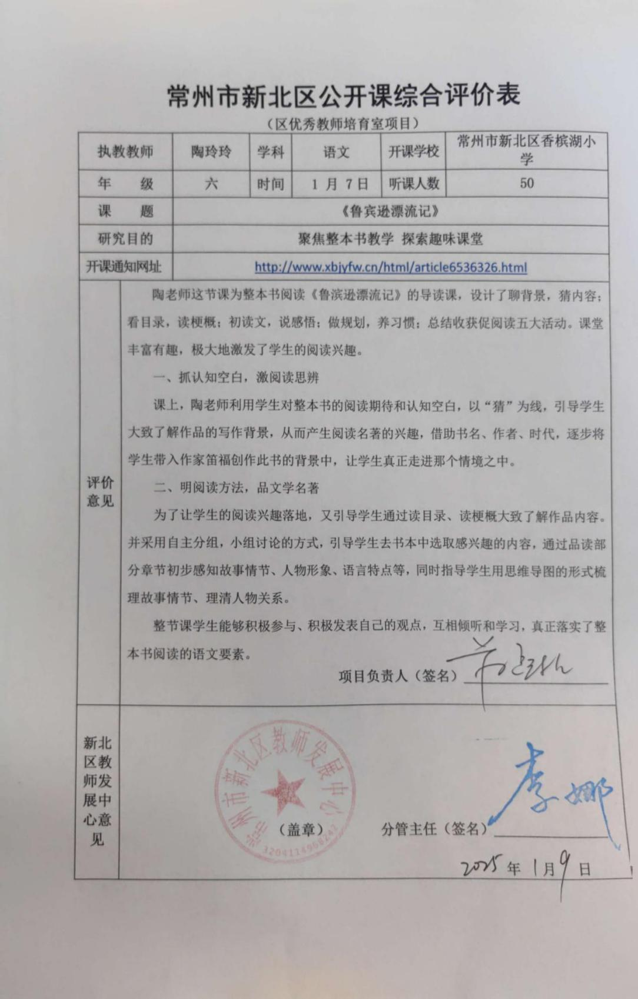 常州市新北区公开课综合评价表
（区优秀教师培育室项目）
执教教师 陶玲玲 学科 语文 开课学校 常州市新北区香槟湖小学
年 级 六 时间 1 月 7 日 听课人数 50
课 题 《鲁宾逊漂流记》
研究目的 聚焦整本书教学 探索趣味课堂
开课通知网址 http://www.xbjyfw.cn/html/article6536326.html
评价意见
陶老师这节课为整本书阅读《鲁滨逊漂流记》的导读课，设计了聊背景，猜内容；
看目录，读梗概；初读文，说感悟；做规划，养习惯；总结收获促阅读五大活动。课堂
丰富有趣，极大地激发了学生的阅读兴趣。
一、抓认知空白，激阅读思辨
课上，陶老师利用学生对整本书的阅读期待和认知空白，以“猜”为线，引导学生
大致了解作品的写作背景，从而产生阅读名著的兴趣，借助书名、作者、时代，逐步将
学生带入作家笛福创作此书的背景中，让学生真正走进那个情境之中。
二、明阅读方法，品文学名著
为了让学生的阅读兴趣落地，又引导学生通过读目录、读梗概大致了解作品内容。
并采用自主分组，小组讨论的方式，引导学生去书本中选取感兴趣的内容，通过品读部
分章节初步感知故事情节、人物形象、语言特点等，同时指导学生用思维导图的形式梳
理故事情节、理清人物关系。
整节课学生能够积极参与、积极发表自己的观点，互相倾听和学习，真正落实了整
本书阅读的语文要素。
项目负责人（签名）
新北区教师发展中心意见
常州市新北区教师发展中心
3204114968242
（盖章）
分管主任（签名） 李娜
2025 年 1 月 9 日